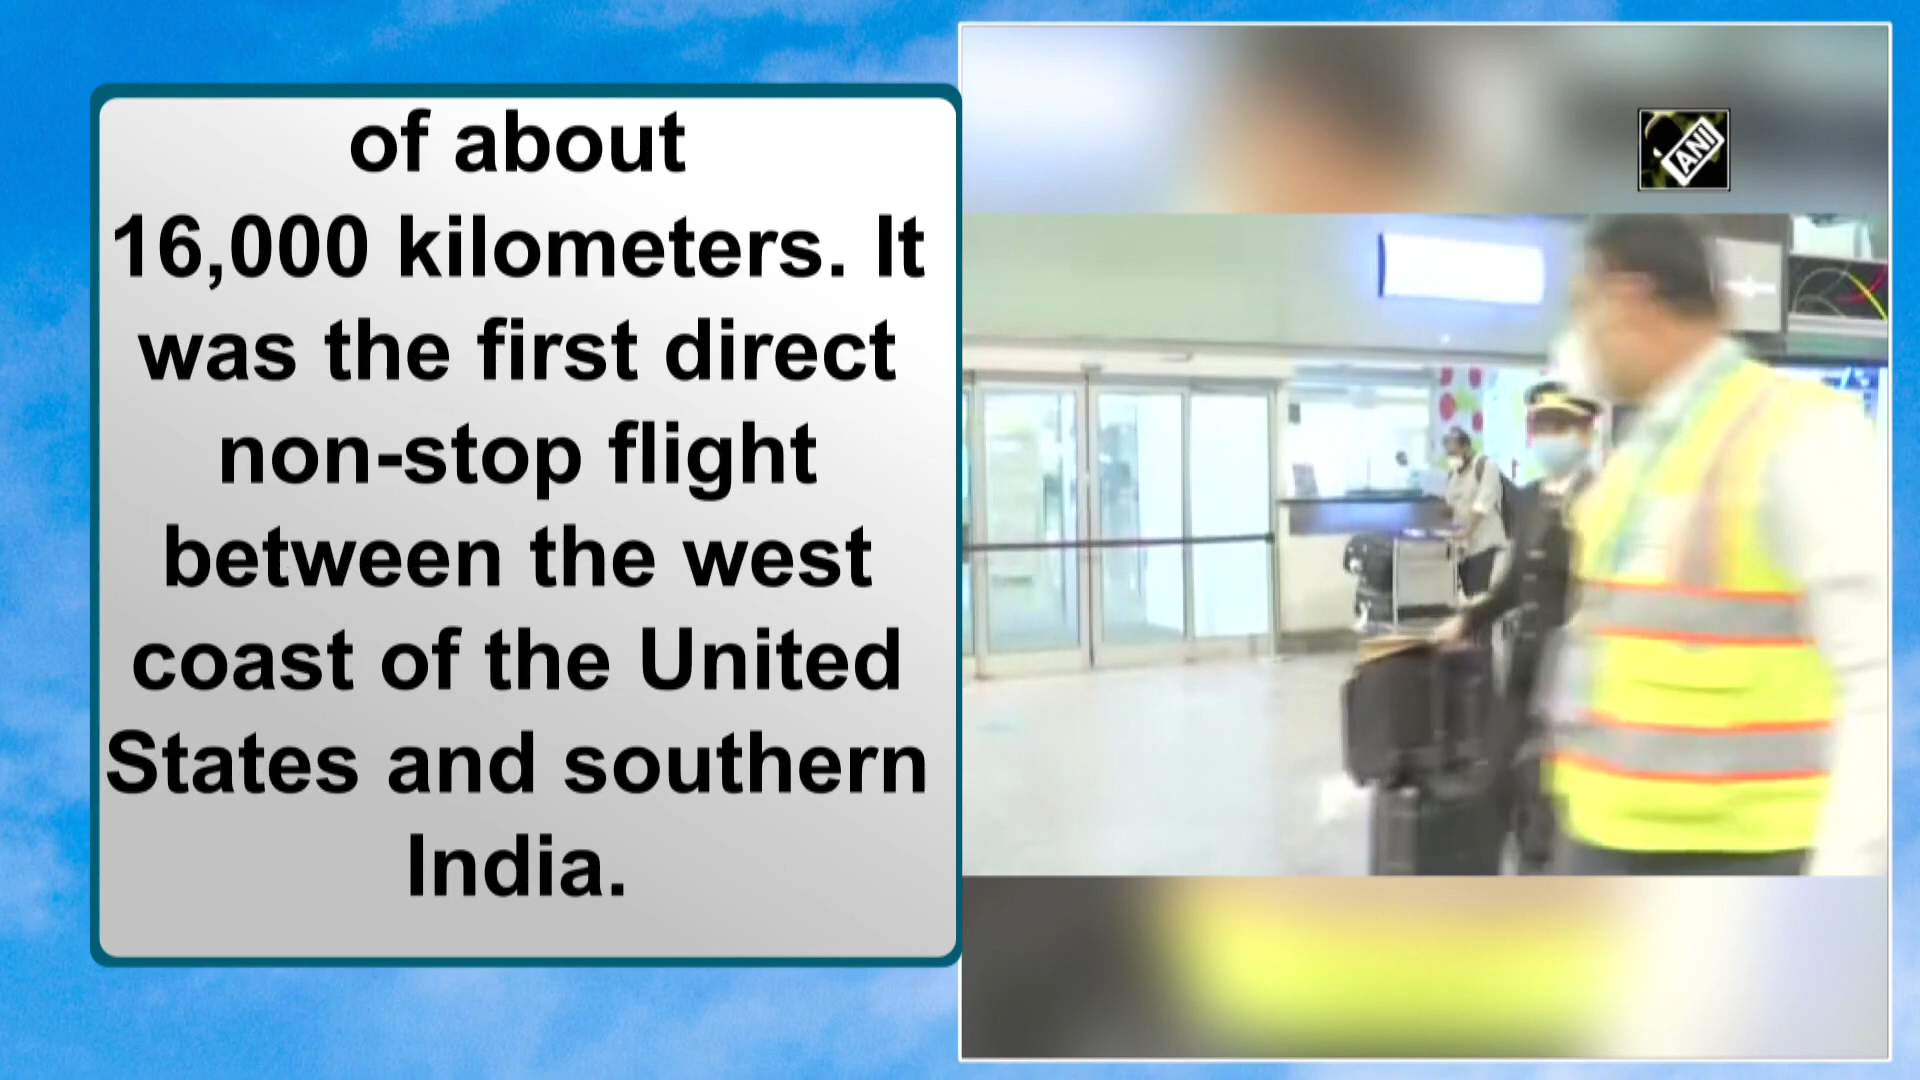 of about
16,000 kilometers. It
was the first direct
non-stop flight
between the west
coast of the United
States and southern
India.
ANI